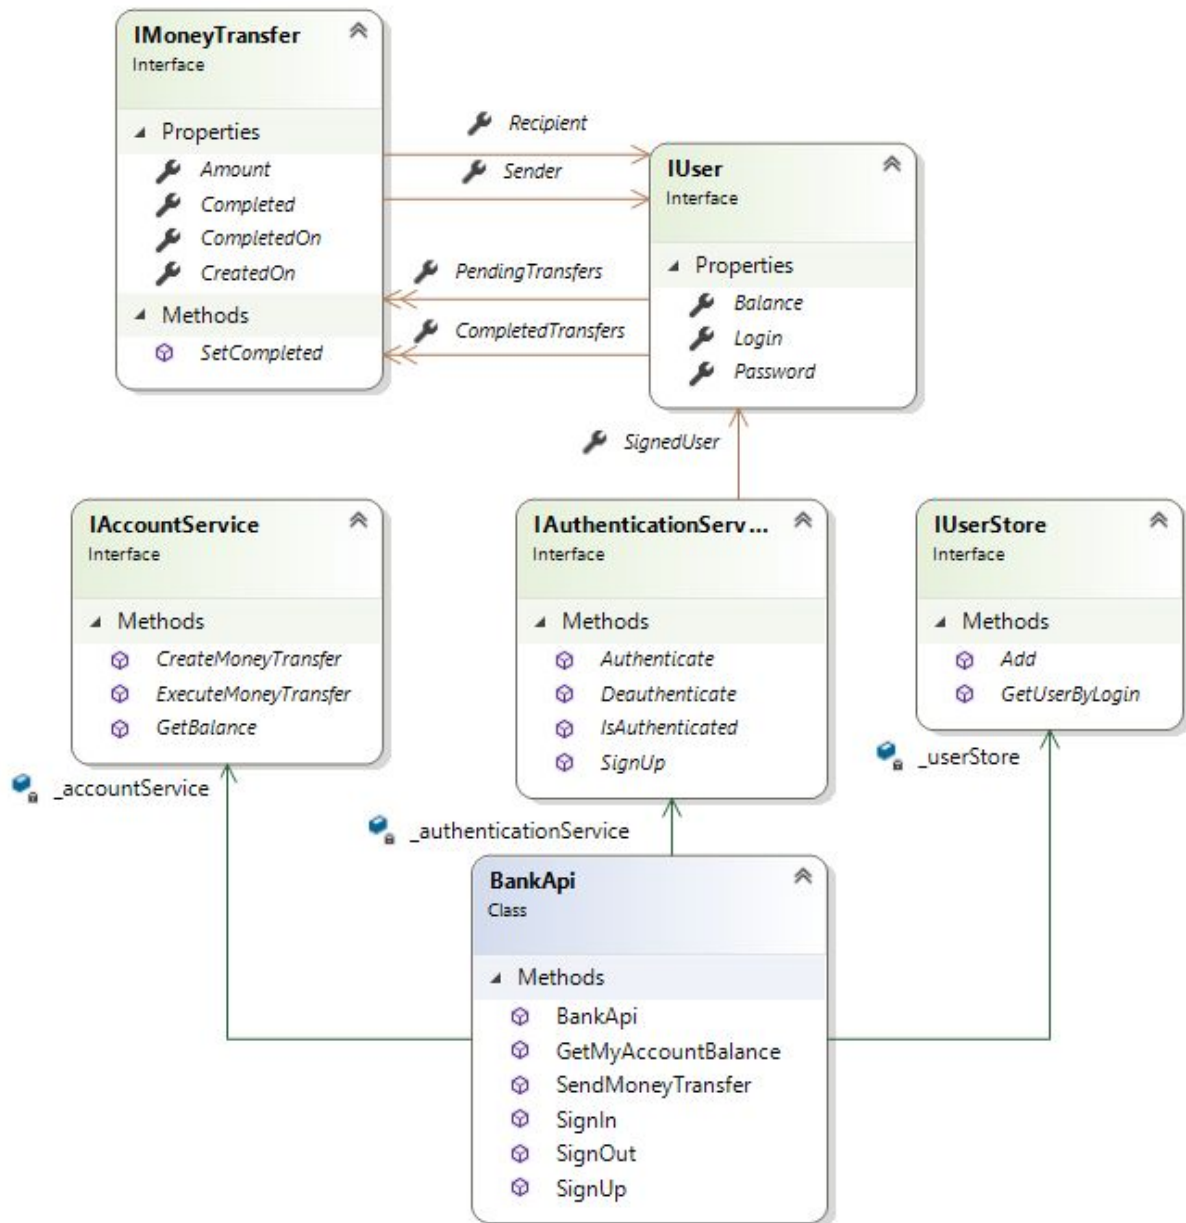 IMoneyTransfer
Interface
Properties
Amount
Completed
CompletedOn
CreatedOn
Methods
SetCompleted
Recipient
Sender
PendingTransfers
CompletedTransfers
IUser
Interface
Properties
Balance
Login
Password
SignedUser
IAccountService
Interface
Methods
CreateMoneyTransfer
ExecuteMoneyTransfer
GetBalance
_accountService
IAuthenticationServ...
Interface
Methods
Authenticate
Deauthenticate
IsAuthenticated
SignUp
_authenticationService
IUserStore
Interface
Methods
Add
GetUserByLogin
_userStore
BankApi
Class
Methods
BankApi
GetMyAccountBalance
SendMoneyTransfer
SignIn
SignOut
SignUp